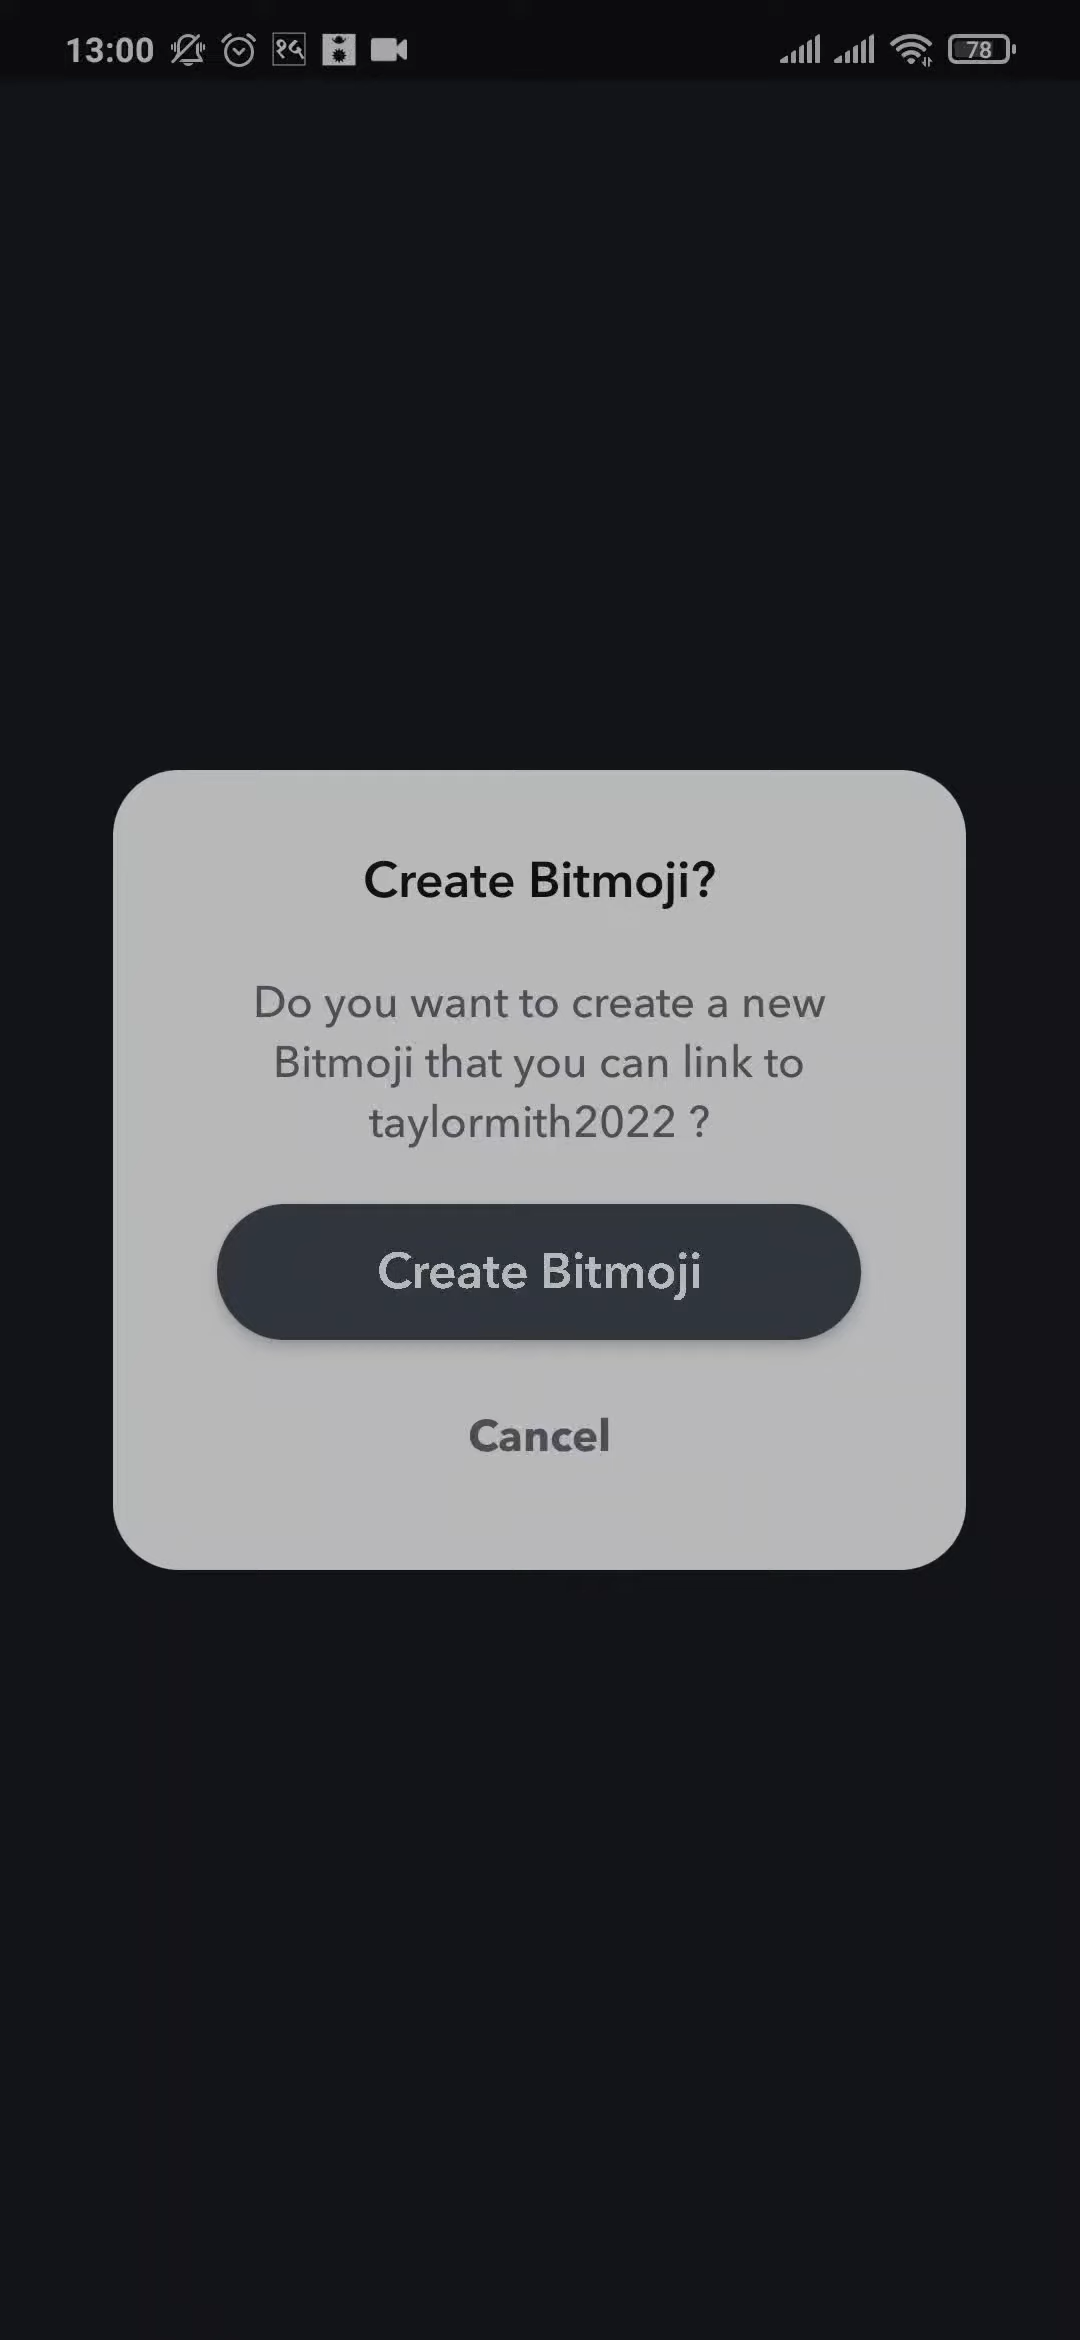 13:00 १५ 78
Create Bitmoji?
Do you want to create a new
Bitmoji that you can link to
taylormith2022 ?
Create Bitmoji
Cancel